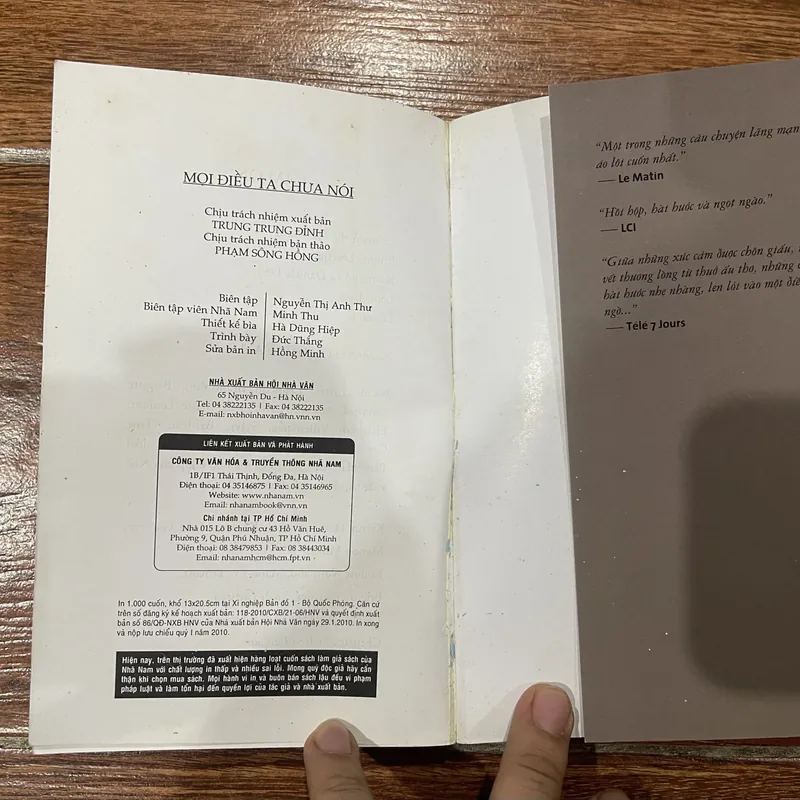 MỌI ĐIỀU TA CHƯA NÓI
Chịu trách nhiệm xuất bản
TRUNG TRUNG ĐỈNH
Chịu trách nhiệm bản thảo
PHẠM SÔNG HỒNG
Biên tập Nguyễn Thị Anh Thư
Biên tập viên Nhã Nam Minh Thu
Thiết kế bìa Hà Dũng Hiệp
Trình bày Đức Thắng
Sửa bản in Hồng Minh
NHÀ XUẤT BẢN HỘI NHÀ VĂN
65 Nguyễn Du - Hà Nội
Tel: 04 38222135 | Fax: 04 38222135
E-mail: nxbhoinhavan@hn.vnn.vn
LIÊN KẾT XUẤT BẢN VÀ PHÁT HÀNH
CÔNG TY VĂN HÓA & TRUYỀN THÔNG NHÃ NAM
1B/IF1 Thái Thịnh, Đống Đa, Hà Nội
Điện thoại: 04 35146875 | Fax: 04 35146965
Website: www.nhanam.vn
Email: nhanambook@vnn.vn
Chi nhánh tại TP Hồ Chí Minh
Nhà 015 Lô B chung cư 43 Hồ Văn Huê,
Phường 9, Quận Phú Nhuận, TP Hồ Chí Minh
Điện thoại: 08 38479853 | Fax: 08 38443034
Email: nhanamhcm@hcm.fpt.vn
In 1.000 cuốn, khổ 13x20.5cm tại Xí nghiệp Bản đồ 1 - Bộ Quốc Phòng. Căn cứ
trên số đăng ký kế hoạch xuất bản: 118-2010/CXB/21-06/HNV và quyết định xuất
bản số 86/QĐ-NXB HNV của Nhà xuất bản Hội Nhà Văn ngày 29.1.2010. In xong
và nộp lưu chiểu quý I năm 2010.
Hiện nay, trên thị trường đã xuất hiện hàng loạt cuốn sách làm giả sách của
Nhã Nam với chất lượng in thấp và nhiều sai lỗi. Mong quý độc giả hãy cẩn
thận khi chọn mua sách. Mọi hành vi in và buôn bán sách lậu đều vi phạm
pháp luật và làm tổn hại đến quyền lợi của tác giả và nhà xuất bản.
“Một trong những câu chuyện lãng mạn
ảo lôi cuốn nhất.”
— Le Matin
“Hồi hộp, hài hước và ngọt ngào.”
— LCI
“Giữa những xúc cảm được chôn giấu,
vết thương lòng từ thuở ấu thơ, những
hài hước nhẹ nhàng, len lỏi vào một
ngờ...”
— Télé 7 Jours